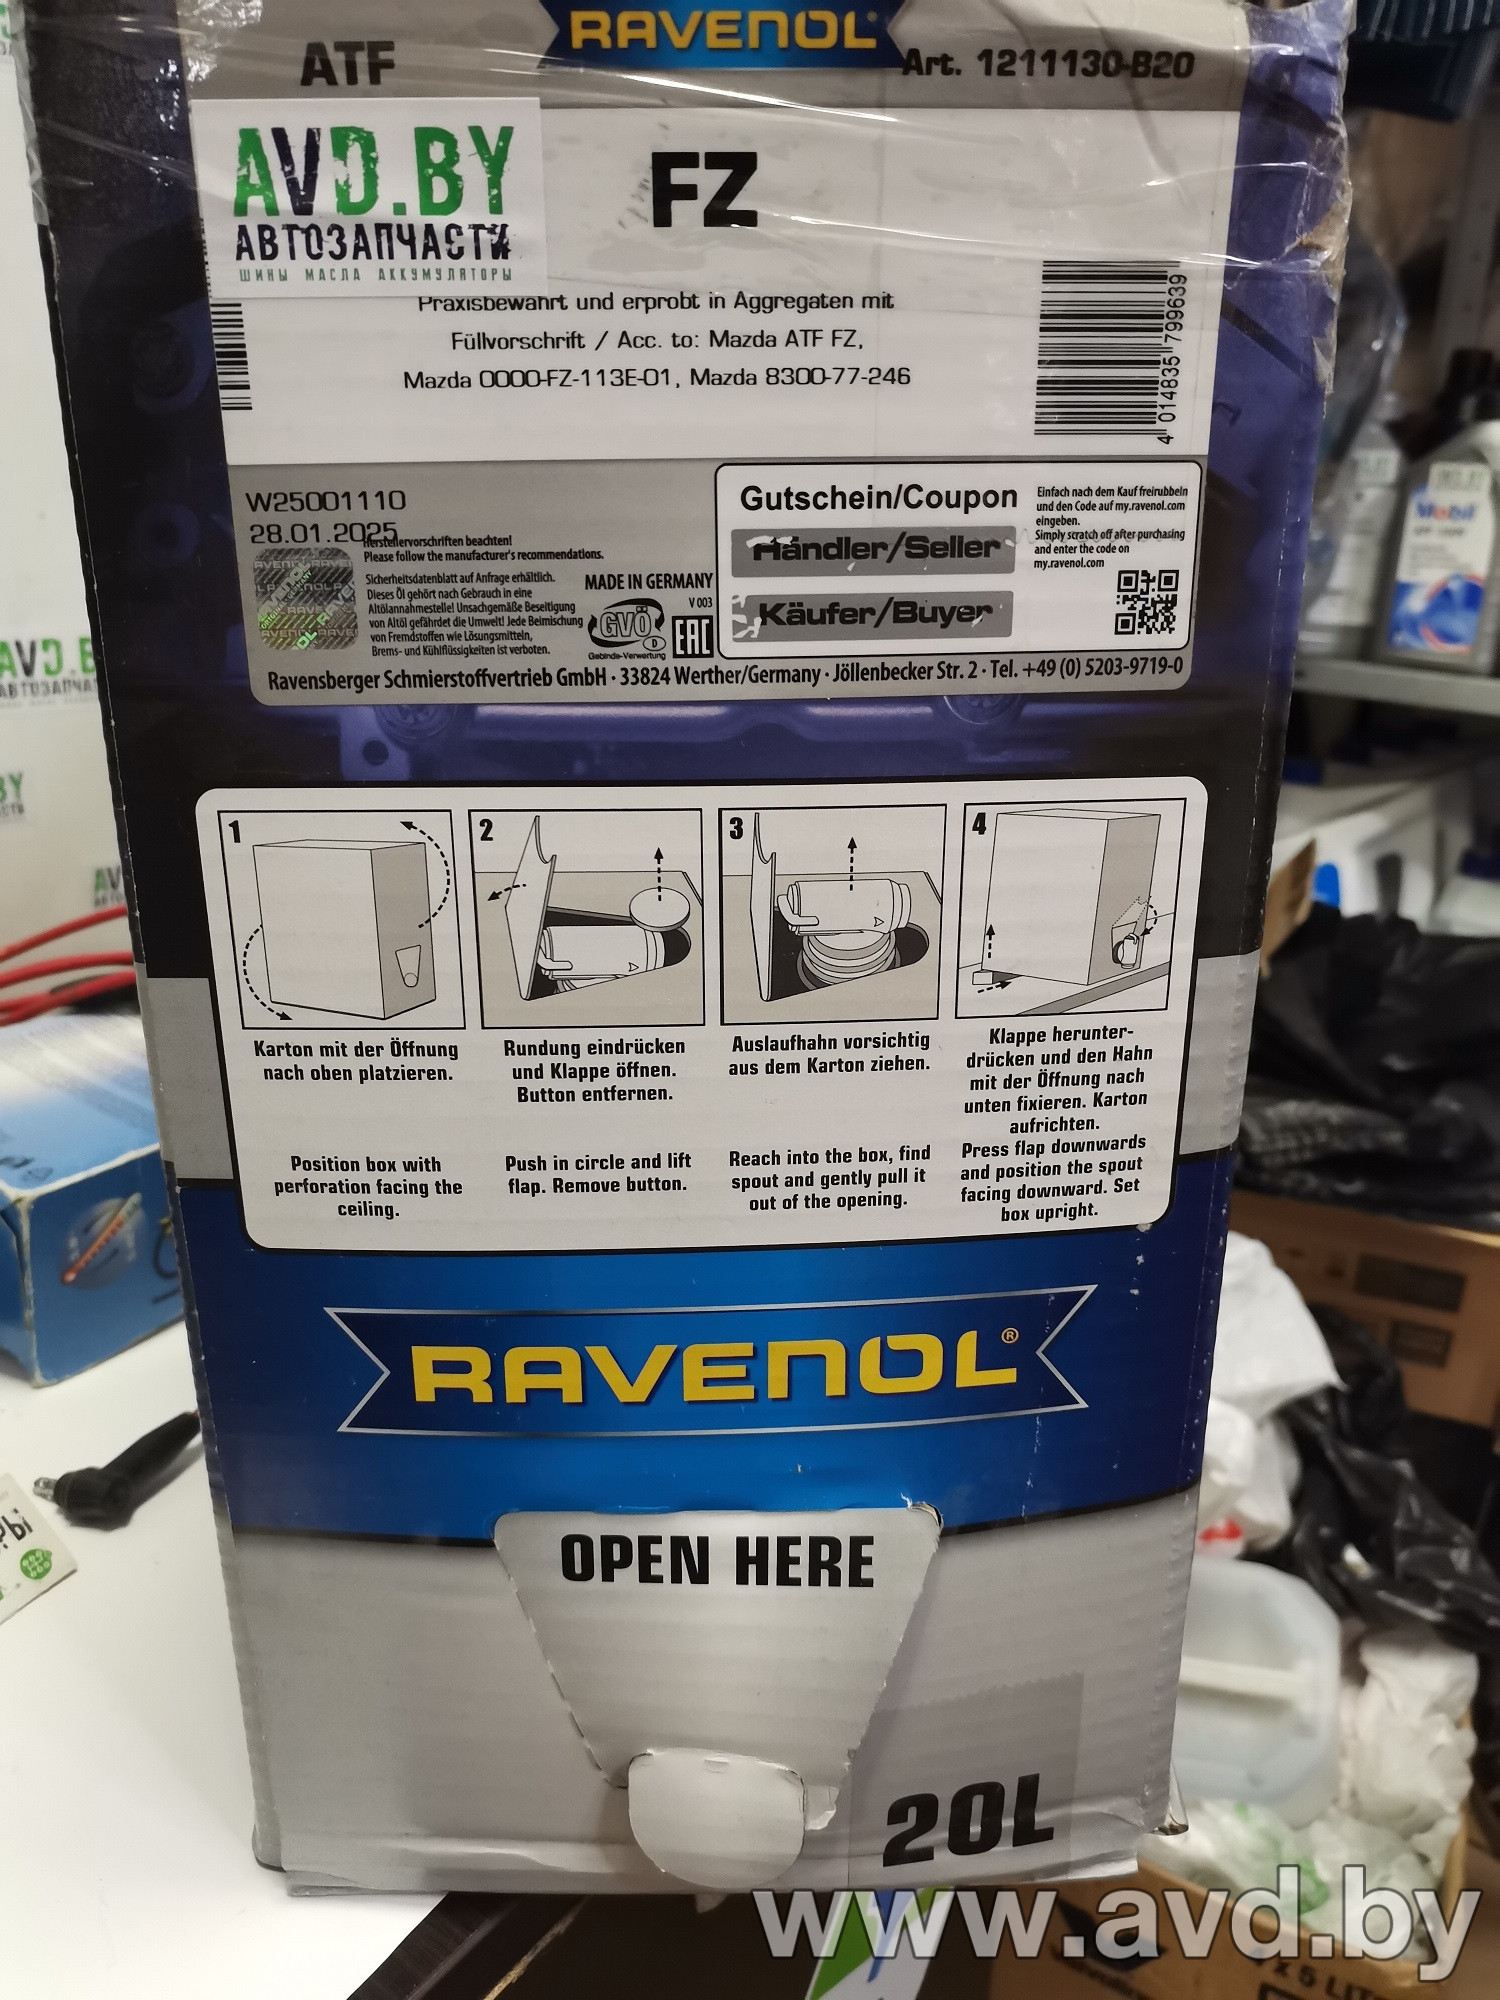 RAVENOL®
ATF
Art. 1211130-B20
AVD.BY
АВТОЗАПЧАСТИ
ШИНЫ МАСЛА АККУМУЛЯТОРЫ
FZ
Praxisbewährt und erprobt in Aggregaten mit
Füllvorschrift / Acc. to: Mazda ATF FZ,
Mazda 0000-FZ-113E-01, Mazda 8300-77-246
4 014835 799639
W25001110
28.01.2025
Herstellervorschriften beachten!
Please follow the manufacturer's recommendations.
Sicherheitsdatenblatt auf Anfrage erhältlich.
Dieses Öl gehört nach Gebrauch in eine
Altölannahmestelle! Unsachgemäße Beseitigung
von Altöl gefährdet die Umwelt! Jede Beimischung
von Fremdstoffen wie Lösungsmitteln,
Brems- und Kühlflüssigkeiten ist verboten.
MADE IN GERMANY
V 003
GVÖ
D
Gebinde-Verwertung
EAC
Gutschein/Coupon
Händler/Seller
Käufer/Buyer
Einfach nach dem Kauf freirubbeln
und den Code auf my.ravenol.com
eingeben.
Simply scratch off after purchasing
and enter the code on
my.ravenol.com
Ravensberger Schmierstoffvertrieb GmbH · 33824 Werther/Germany · Jöllenbecker Str. 2 · Tel. +49 (0) 5203-9719-0
1
2
3
4
Karton mit der Öffnung
nach oben platzieren.
Position box with
perforation facing the
ceiling.
Rundung eindrücken
und Klappe öffnen.
Button entfernen.
Push in circle and lift
flap. Remove button.
Auslaufhahn vorsichtig
aus dem Karton ziehen.
Reach into the box, find
spout and gently pull it
out of the opening.
Klappe herunter-
drücken und den Hahn
mit der Öffnung nach
unten fixieren. Karton
aufrichten.
Press flap downwards
and position the spout
facing downward. Set
box upright.
RAVENOL®
OPEN HERE
20L
Mobil
www.avd.by